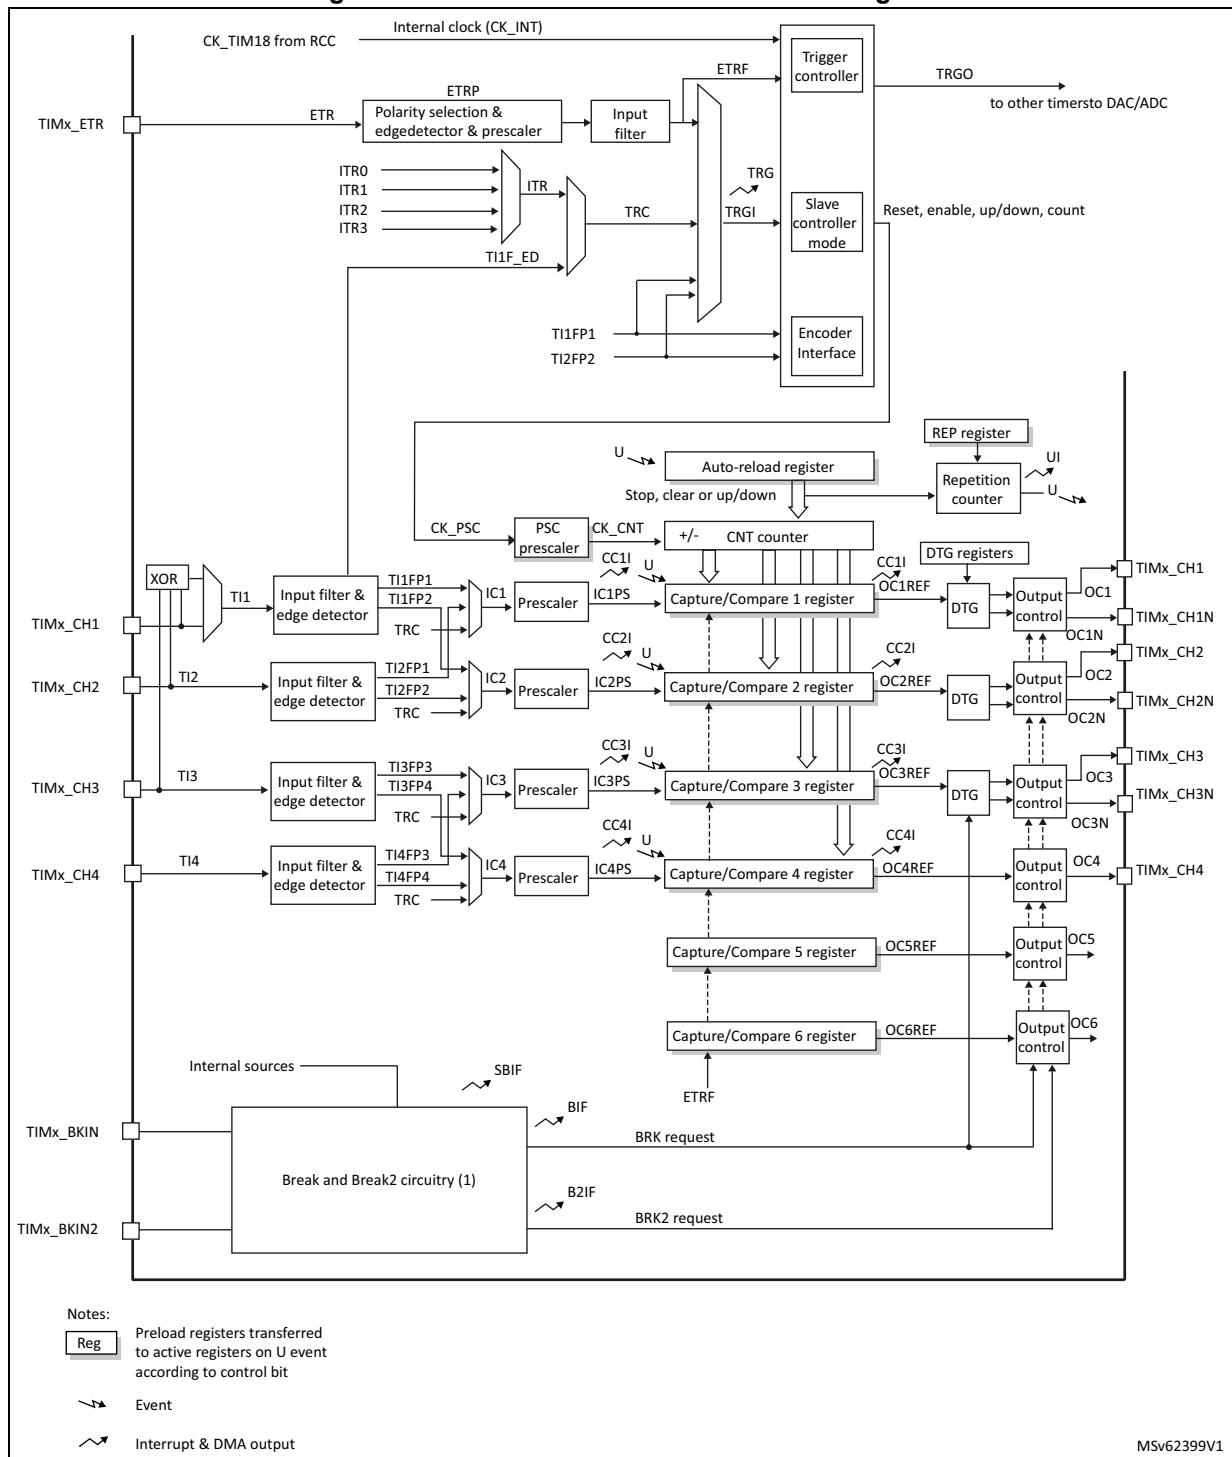 Internal clock (CK_INT)
CK_TIM18 from RCC
Trigger
controller
ETRF
TRGO
to other timersto DAC/ADC
ETRP
TIMx_ETR
ETR
Polarity selection &
edgedetector & prescaler
Input
filter
ITR0
ITR1
ITR2
ITR3
ITR
TRC
TI1F_ED
TRG
TRGI
Slave
controller
mode
Reset, enable, up/down, count
TI1FP1
TI2FP2
Encoder
Interface
REP register
U
Auto-reload register
Repetition
counter
UI
U
Stop, clear or up/down
CK_PSC
PSC
prescaler
CK_CNT
+/-
CNT counter
DTG registers
XOR
TI1
TIMx_CH1
Input filter &
edge detector
TI1FP1
TI1FP2
TRC
IC1
Prescaler
IC1PS
CC1I
U
Capture/Compare 1 register
CC1I
OC1REF
DTG
Output
control
OC1
OC1N
TIMx_CH1
TIMx_CH1N
TIMx_CH2
TI2
Input filter &
edge detector
TI2FP1
TI2FP2
TRC
IC2
Prescaler
IC2PS
CC2I
U
Capture/Compare 2 register
CC2I
OC2REF
DTG
Output
control
OC2
OC2N
TIMx_CH2
TIMx_CH2N
TIMx_CH3
TI3
Input filter &
edge detector
TI3FP3
TI3FP4
TRC
IC3
Prescaler
IC3PS
CC3I
U
Capture/Compare 3 register
CC3I
OC3REF
DTG
Output
control
OC3
OC3N
TIMx_CH3
TIMx_CH3N
TIMx_CH4
TI4
Input filter &
edge detector
TI4FP3
TI4FP4
TRC
IC4
Prescaler
IC4PS
CC4I
U
Capture/Compare 4 register
CC4I
OC4REF
Output
control
OC4
TIMx_CH4
Capture/Compare 5 register
OC5REF
Output
control
OC5
Capture/Compare 6 register
OC6REF
Output
control
OC6
ETRF
Internal sources
SBIF
TIMx_BKIN
BIF
BRK request
Break and Break2 circuitry (1)
B2IF
TIMx_BKIN2
BRK2 request
Notes:
Reg
Preload registers transferred
to active registers on U event
according to control bit
Event
Interrupt & DMA output
MSv62399V1